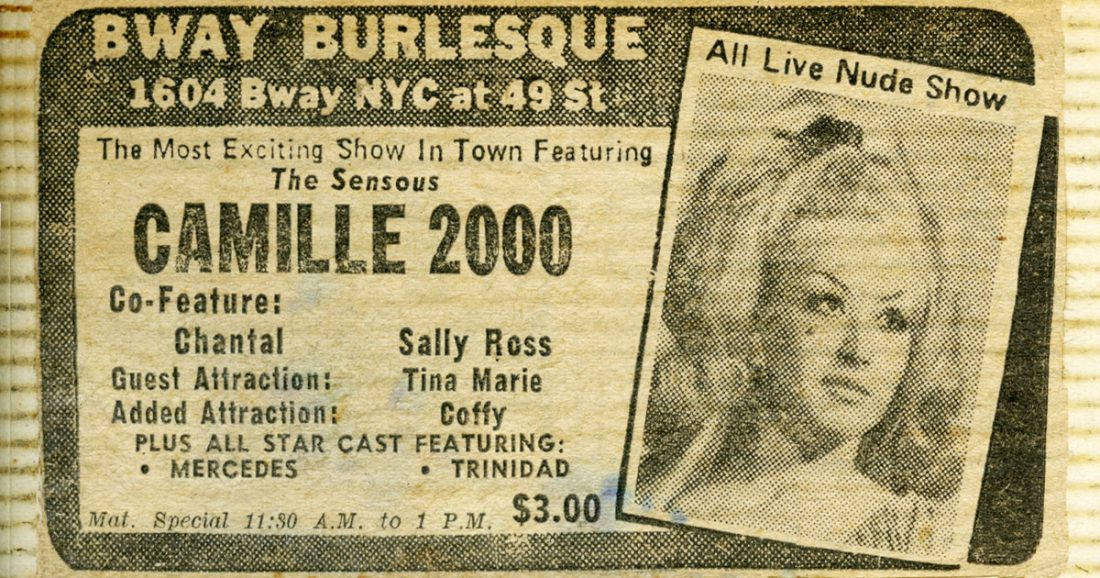 BWAY BURLESQUE
1604 Bway NYC at 49 St
All Live Nude Show
The Most Exciting Show In Town Featuring
The Sensous
CAMILLE 2000
Co-Feature:
Chantal Sally Ross
Guest Attraction: Tina Marie
Added Attraction: Coffy
PLUS ALL STAR CAST FEATURING:
• MERCEDES • TRINIDAD
Mat. Special 11:30 A.M. to 1 P.M. $3.00